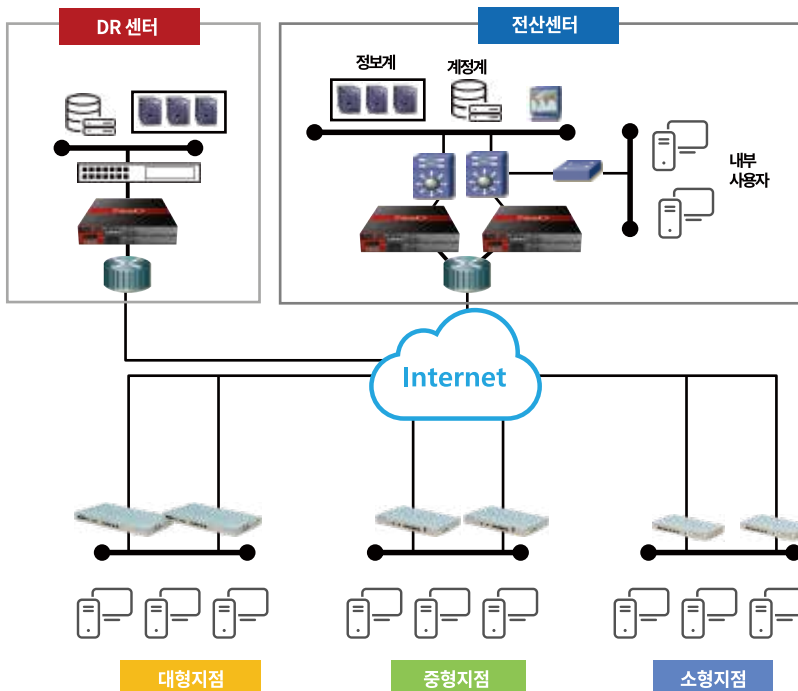 DR 센터
전산센터
정보계
계정계
내부
사용자
Internet
대형지점
중형지점
소형지점